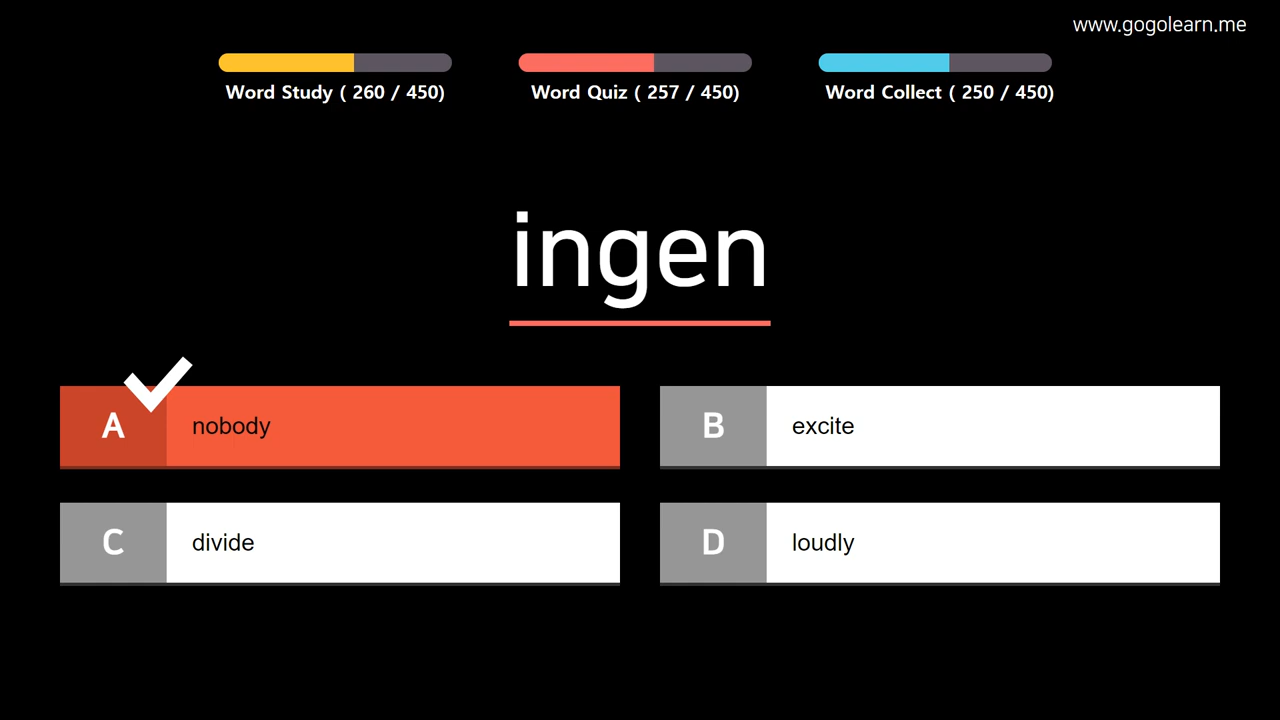 www.gogolearn.me
Word Study ( 260 / 450)
Word Quiz ( 257 / 450)
Word Collect ( 250 / 450)
ingen
A nobody
B excite
C divide
D loudly